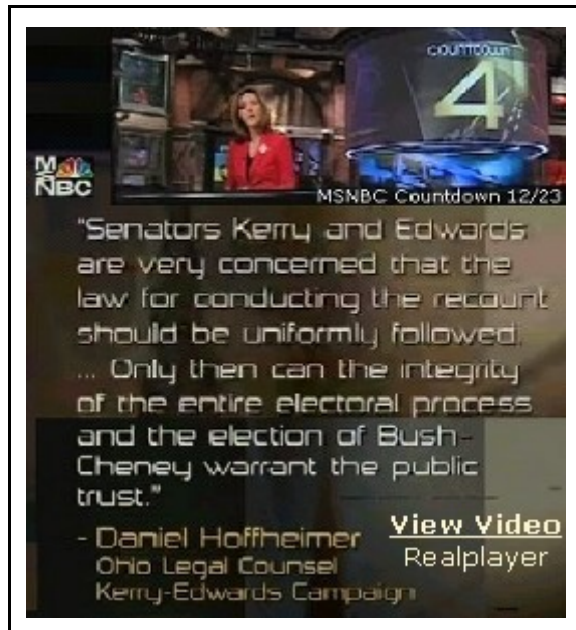 COUNTDOWN
4
MSNBC
MSNBC Countdown 12/23
"Senators Kerry and Edwards
are very concerned that the
law for conducting the recount
should be uniformly followed.
... Only then can the integrity
of the entire electoral process
and the election of Bush-
Cheney warrant the public
trust."
- Daniel Hoffheimer
Ohio Legal Counsel
Kerry-Edwards Campaign
View Video
Realplayer